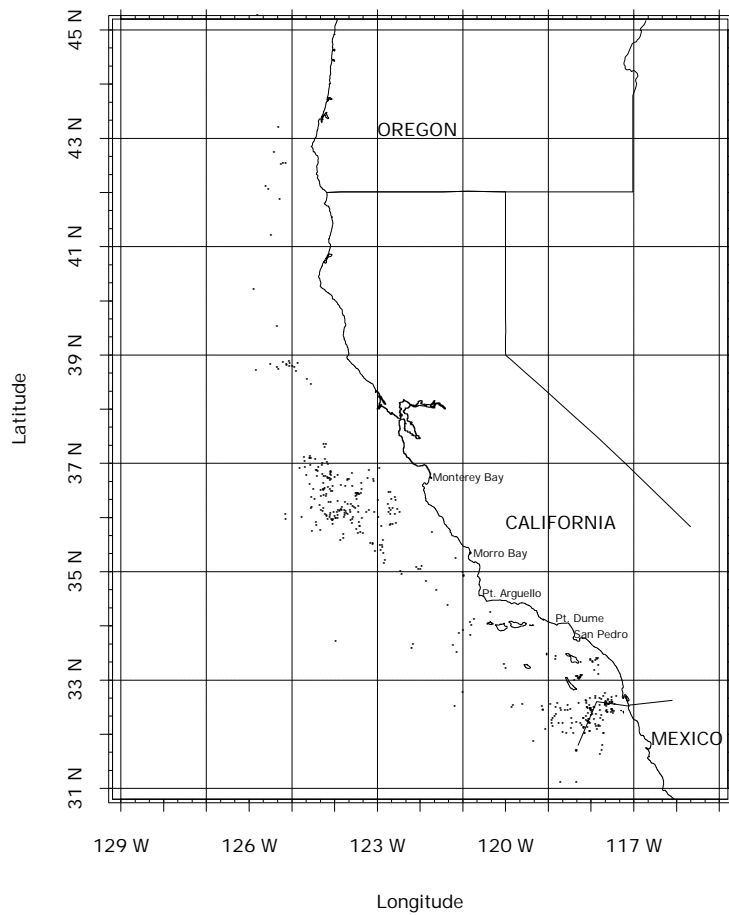 45 N
43 N
OREGON
41 N
39 N
Latitude
37 N
Monterey Bay
CALIFORNIA
Morro Bay
35 N
Pt. Arguello
Pt. Dume
San Pedro
33 N
MEXICO
31 N
129 W
126 W
123 W
120 W
117 W
Longitude